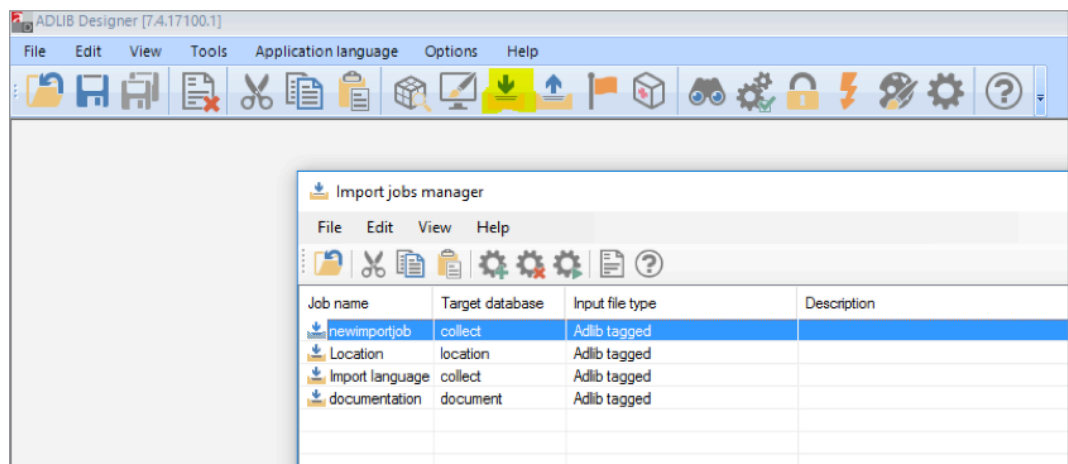 ADLIB Designer [7.4.17100.1]
File Edit View Tools Application language Options Help
Import jobs manager
File Edit View Help
Job name Target database Input file type Description
newimportjob collect Adlib tagged
Location location Adlib tagged
Import language collect Adlib tagged
documentation document Adlib tagged